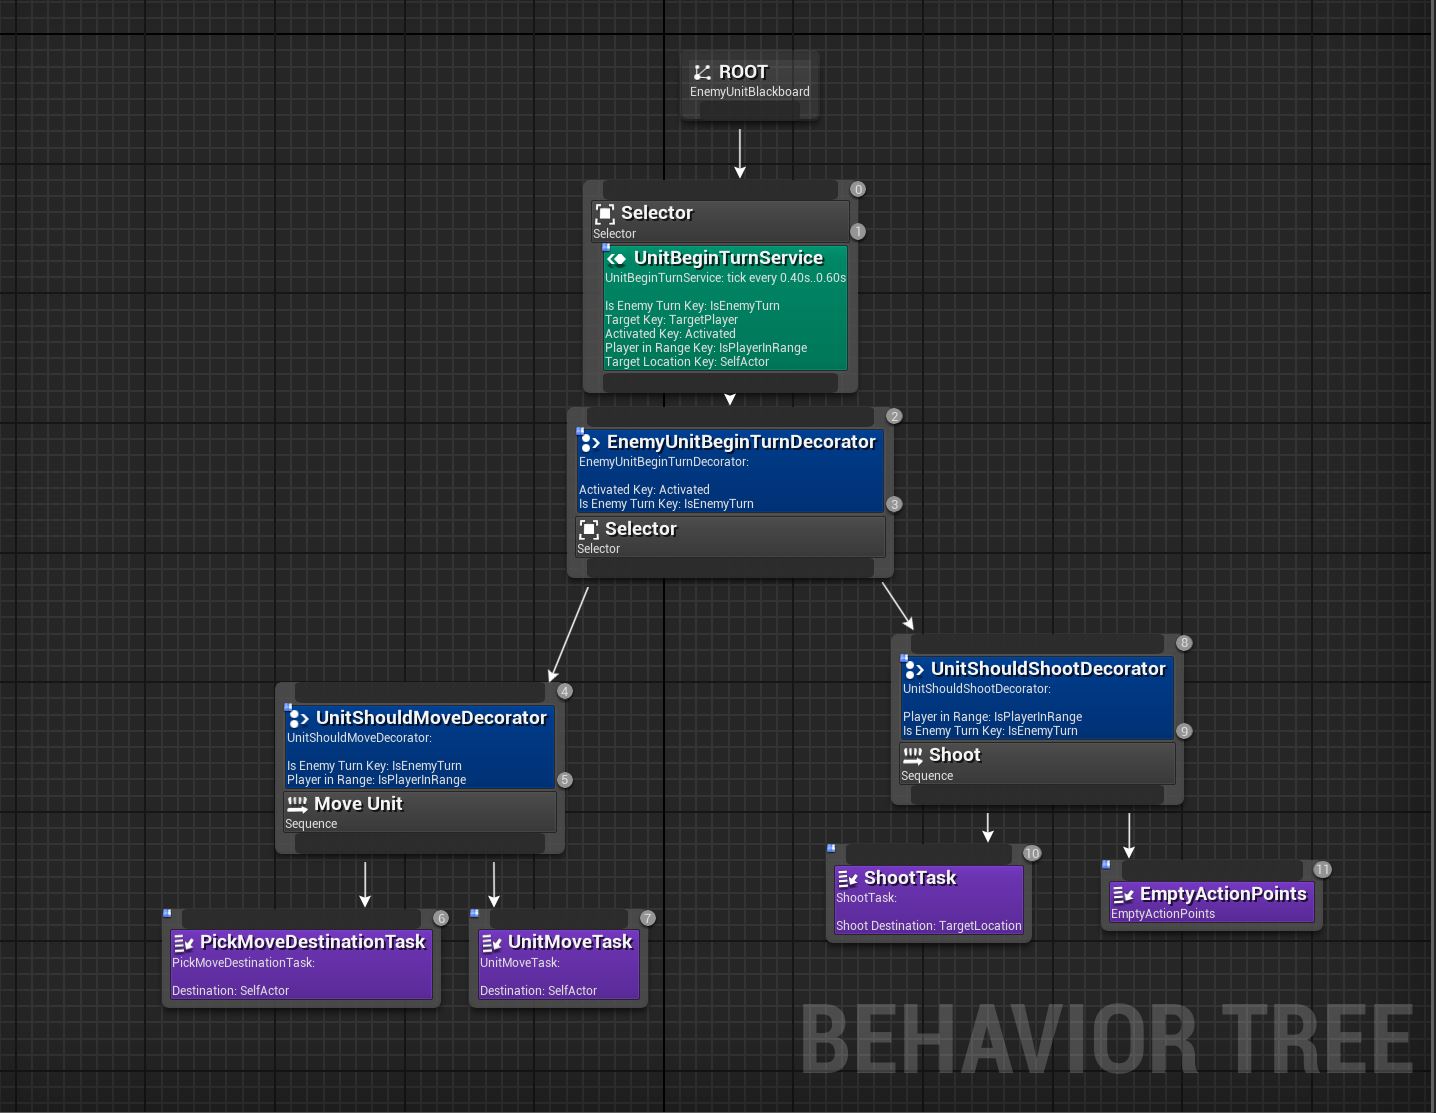 ROOT
EnemyUnitBlackboard
0
Selector
Selector
1
UnitBeginTurnService
UnitBeginTurnService: tick every 0.40s..0.60s
Is Enemy Turn Key: IsEnemyTurn
Target Key: TargetPlayer
Activated Key: Activated
Player in Range Key: IsPlayerInRange
Target Location Key: SelfActor
2
EnemyUnitBeginTurnDecorator
EnemyUnitBeginTurnDecorator:
Activated Key: Activated
Is Enemy Turn Key: IsEnemyTurn
3
Selector
Selector
4
UnitShouldMoveDecorator
UnitShouldMoveDecorator:
Is Enemy Turn Key: IsEnemyTurn
Player in Range: IsPlayerInRange
5
Move Unit
Sequence
6
PickMoveDestinationTask
PickMoveDestinationTask:
Destination: SelfActor
7
UnitMoveTask
UnitMoveTask:
Destination: SelfActor
8
UnitShouldShootDecorator
UnitShouldShootDecorator:
Player in Range: IsPlayerInRange
Is Enemy Turn Key: IsEnemyTurn
9
Shoot
Sequence
10
ShootTask
ShootTask:
Shoot Destination: TargetLocation
11
EmptyActionPoints
EmptyActionPoints
BEHAVIOR TREE